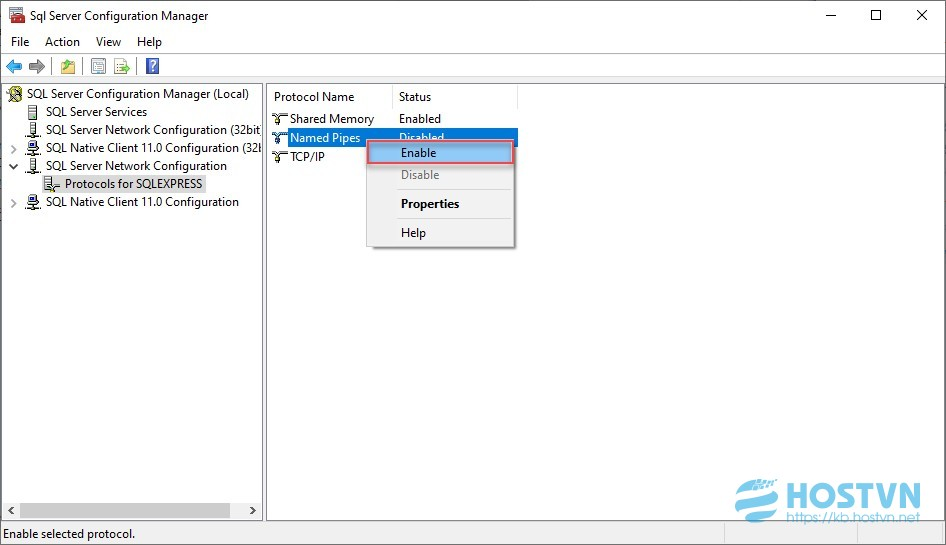 Sql Server Configuration Manager
File Action View Help
SQL Server Configuration Manager (Local)
SQL Server Services
SQL Server Network Configuration (32bit
SQL Native Client 11.0 Configuration (32l
SQL Server Network Configuration
Protocols for SQLEXPRESS
SQL Native Client 11.0 Configuration
Protocol Name Status
Shared Memory Enabled
Named Pipes Disabled
TCP/IP
Enable
Disable
Properties
Help
HOSTVN
https://kb.hostvn.net
Enable selected protocol.